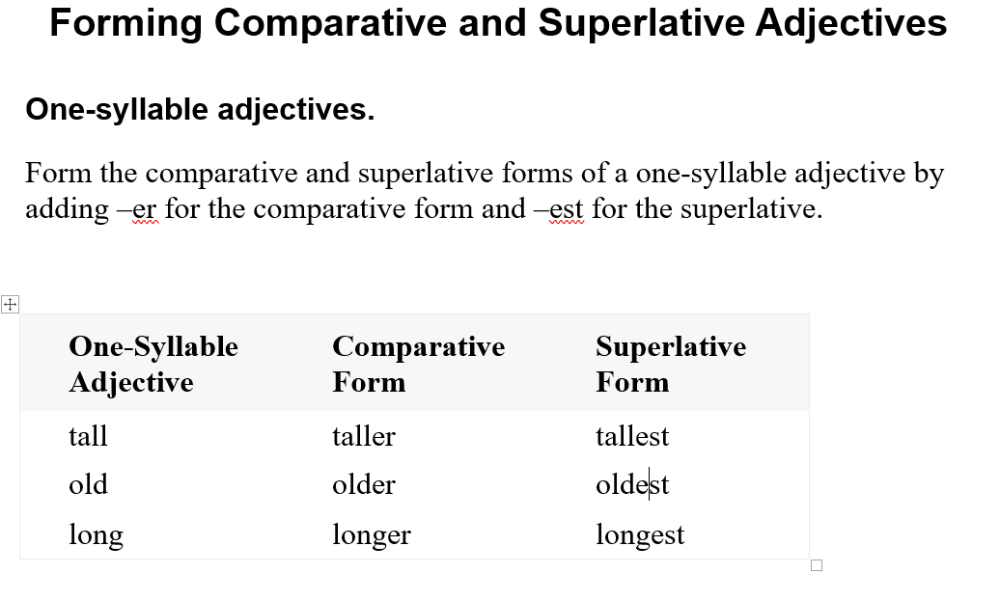 Forming Comparative and Superlative Adjectives
One-syllable adjectives.
Form the comparative and superlative forms of a one-syllable adjective by
adding –er for the comparative form and –est for the superlative.
One-Syllable Comparative Superlative
Adjective Form Form
tall taller tallest
old older oldest
long longer longest